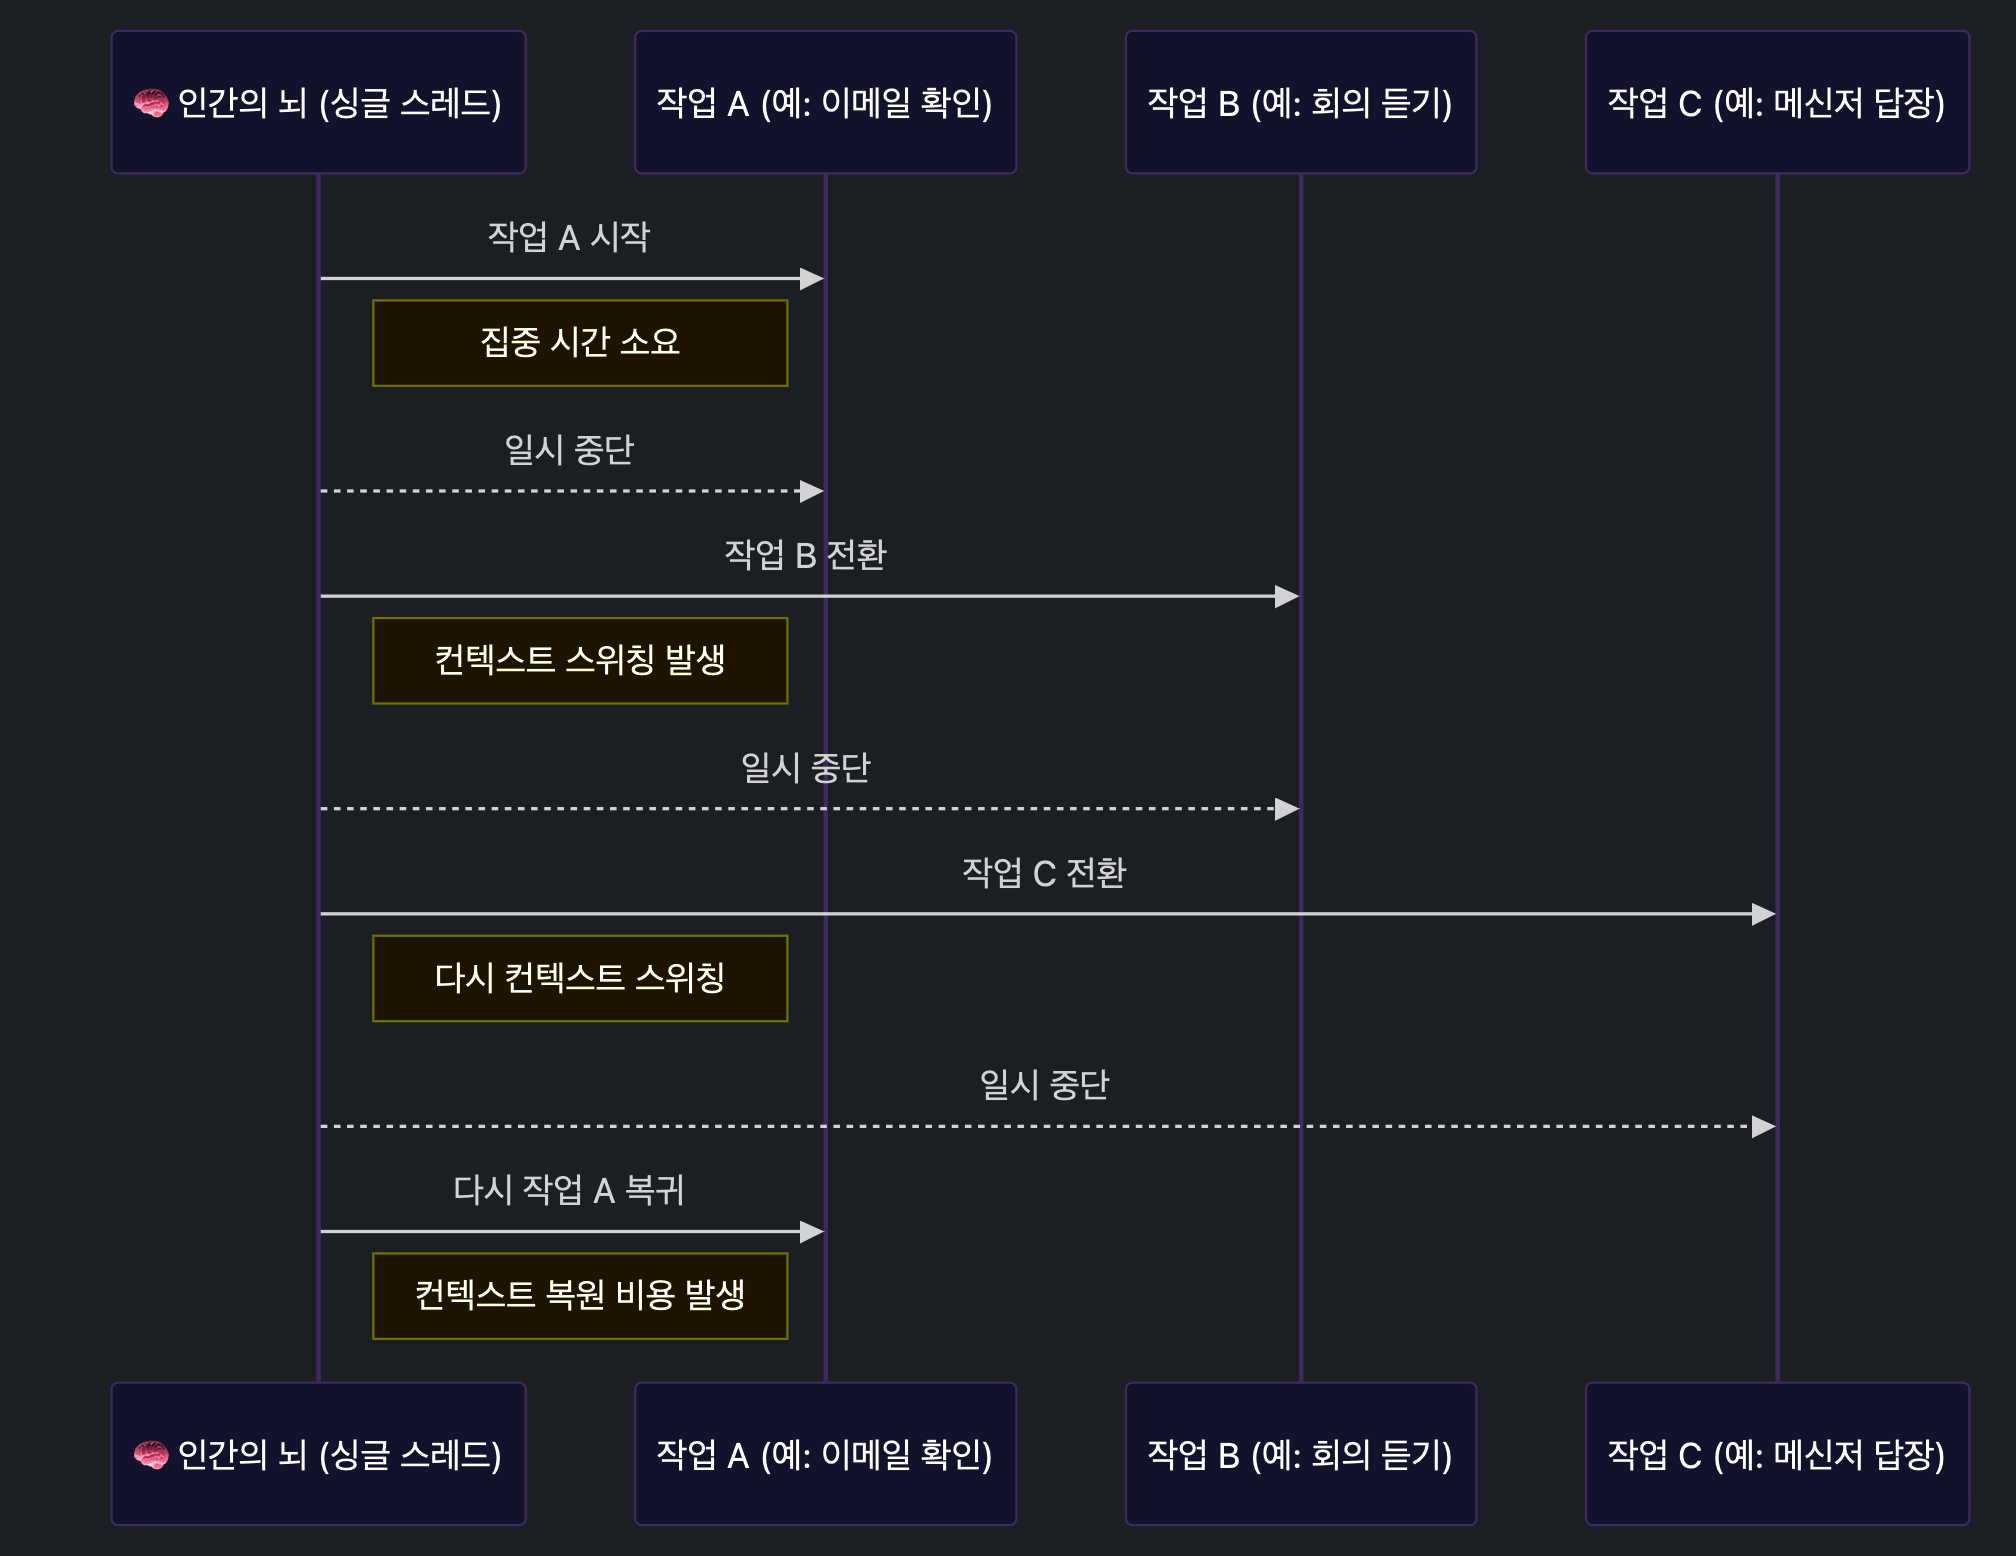 🧠 인간의 뇌 (싱글 스레드)
작업 A (예: 이메일 확인)
작업 B (예: 회의 듣기)
작업 C (예: 메신저 답장)
작업 A 시작
집중 시간 소요
일시 중단
작업 B 전환
컨텍스트 스위칭 발생
일시 중단
작업 C 전환
다시 컨텍스트 스위칭
일시 중단
다시 작업 A 복귀
컨텍스트 복원 비용 발생
🧠 인간의 뇌 (싱글 스레드)
작업 A (예: 이메일 확인)
작업 B (예: 회의 듣기)
작업 C (예: 메신저 답장)